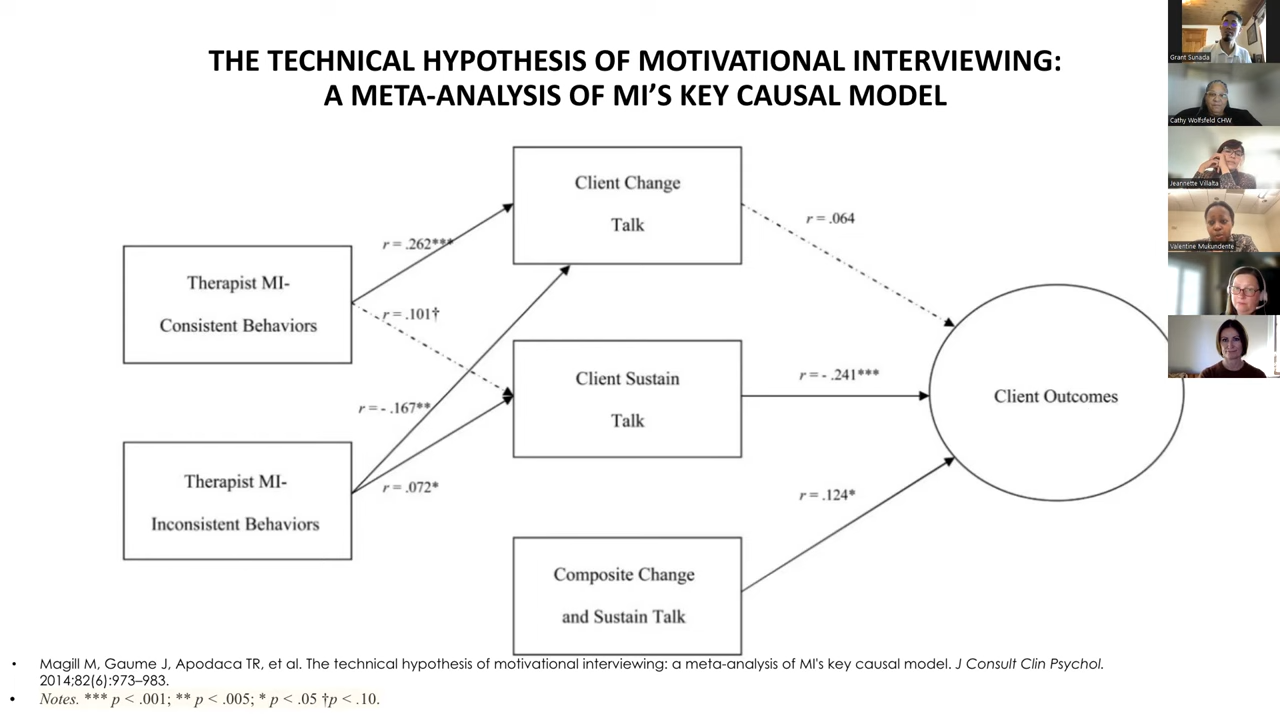 THE TECHNICAL HYPOTHESIS OF MOTIVATIONAL INTERVIEWING:
A META-ANALYSIS OF MI’S KEY CAUSAL MODEL
Client Change
Talk
r = .064
r = .262***
Therapist MI-
Consistent Behaviors
r = .101†
Client Sustain
Talk
r = - .241***
Client Outcomes
r = - .167**
r = .072*
Therapist MI-
Inconsistent Behaviors
r = .124*
Composite Change
and Sustain Talk
• Magill M, Gaume J, Apodaca TR, et al. The technical hypothesis of motivational interviewing: a meta-analysis of MI's key causal model. J Consult Clin Psychol.
2014;82(6):973–983.
• Notes. *** p < .001; ** p < .005; * p < .05 †p < .10.
Grant Sunada
Cathy Wolfsfeld CHW
Jeannette Villalta
Valentine Mukundente